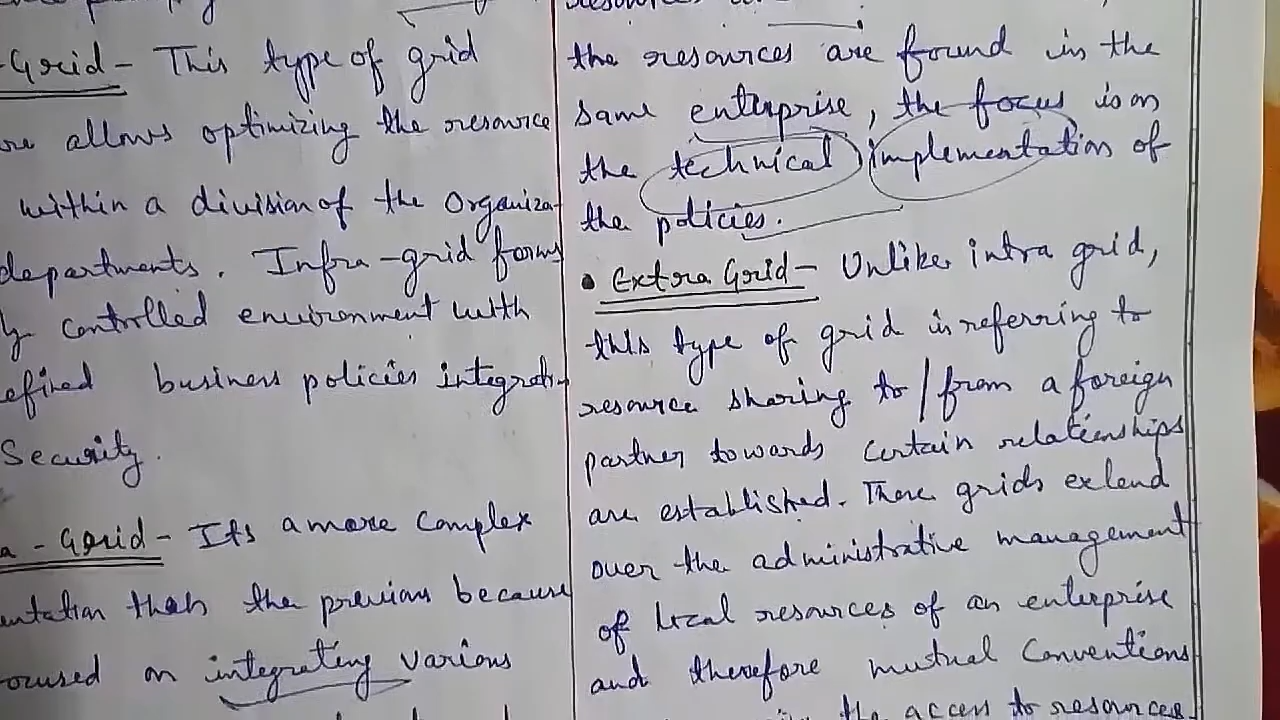 -Grid- This type of grid
re allows optimizing the resource
within a division of the Organiza
departments. Infra-grid forms
y controlled environment with
efined business policies integrati
Security.
a-Grid- Its a more complex
entation than the previous because
ocused on integrating various
the resources are found in the
same enterprise, the focus is on
the technical implementation of
the policies.
• Extra Grid- Unlike intra grid,
this type of grid is referring to
resource sharing to/from a foreign
partner towards certain relationships
are established. These grids extend
over the administrative management
of local resources of an enterprise
and therefore mutual Conventions
the access to resources